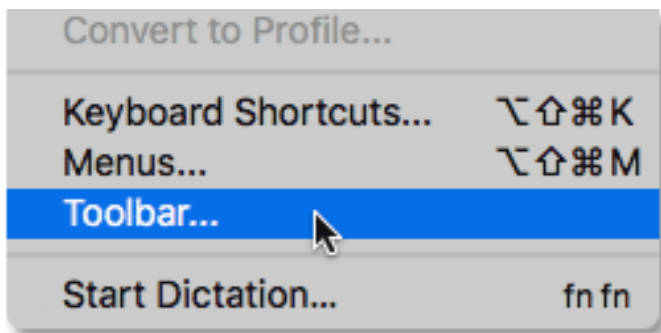 Convert to Profile...
Keyboard Shortcuts... ⌥⇧⌘K
Menus... ⌥⇧⌘M
Toolbar...
Start Dictation... fn fn